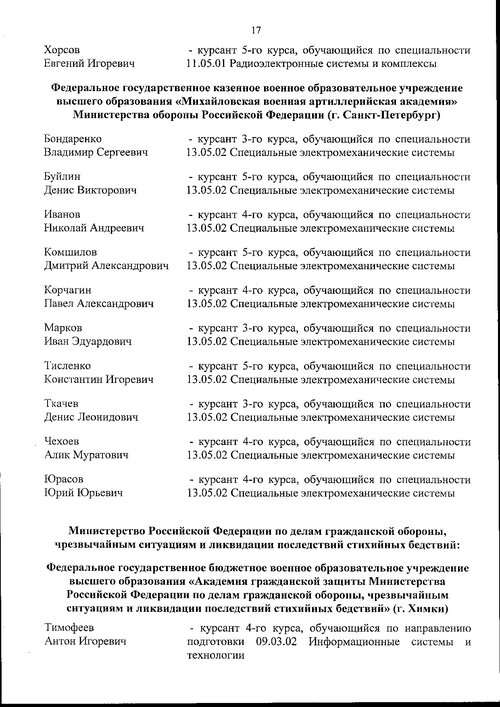 17
Хорсов - курсант 5-го курса, обучающийся по специальности
Евгений Игоревич 11.05.01 Радиоэлектронные системы и комплексы
Федеральное государственное казенное военное образовательное учреждение
высшего образования «Михайловская военная артиллерийская академия»
Министерства обороны Российской Федерации (г. Санкт-Петербург)
Бондаренко - курсант 3-го курса, обучающийся по специальности
Владимир Сергеевич 13.05.02 Специальные электромеханические системы
Буйлин - курсант 5-го курса, обучающийся по специальности
Денис Викторович 13.05.02 Специальные электромеханические системы
Иванов - курсант 4-го курса, обучающийся по специальности
Николай Андреевич 13.05.02 Специальные электромеханические системы
Комшилов - курсант 5-го курса, обучающийся по специальности
Дмитрий Александрович 13.05.02 Специальные электромеханические системы
Корчагин - курсант 4-го курса, обучающийся по специальности
Павел Александрович 13.05.02 Специальные электромеханические системы
Марков - курсант 3-го курса, обучающийся по специальности
Иван Эдуардович 13.05.02 Специальные электромеханические системы
Тисленко - курсант 5-го курса, обучающийся по специальности
Константин Игоревич 13.05.02 Специальные электромеханические системы
Ткачев - курсант 3-го курса, обучающийся по специальности
Денис Леонидович 13.05.02 Специальные электромеханические системы
Чехоев - курсант 4-го курса, обучающийся по специальности
Алик Муратович 13.05.02 Специальные электромеханические системы
Юрасов - курсант 4-го курса, обучающийся по специальности
Юрий Юрьевич 13.05.02 Специальные электромеханические системы
Министерство Российской Федерации по делам гражданской обороны,
чрезвычайным ситуациям и ликвидации последствий стихийных бедствий:
Федеральное государственное бюджетное военное образовательное учреждение
высшего образования «Академия гражданской защиты Министерства
Российской Федерации по делам гражданской обороны, чрезвычайным
ситуациям и ликвидации последствий стихийных бедствий» (г. Химки)
Тимофеев - курсант 4-го курса, обучающийся по направлению
Антон Игоревич подготовки 09.03.02 Информационные системы и
технологии